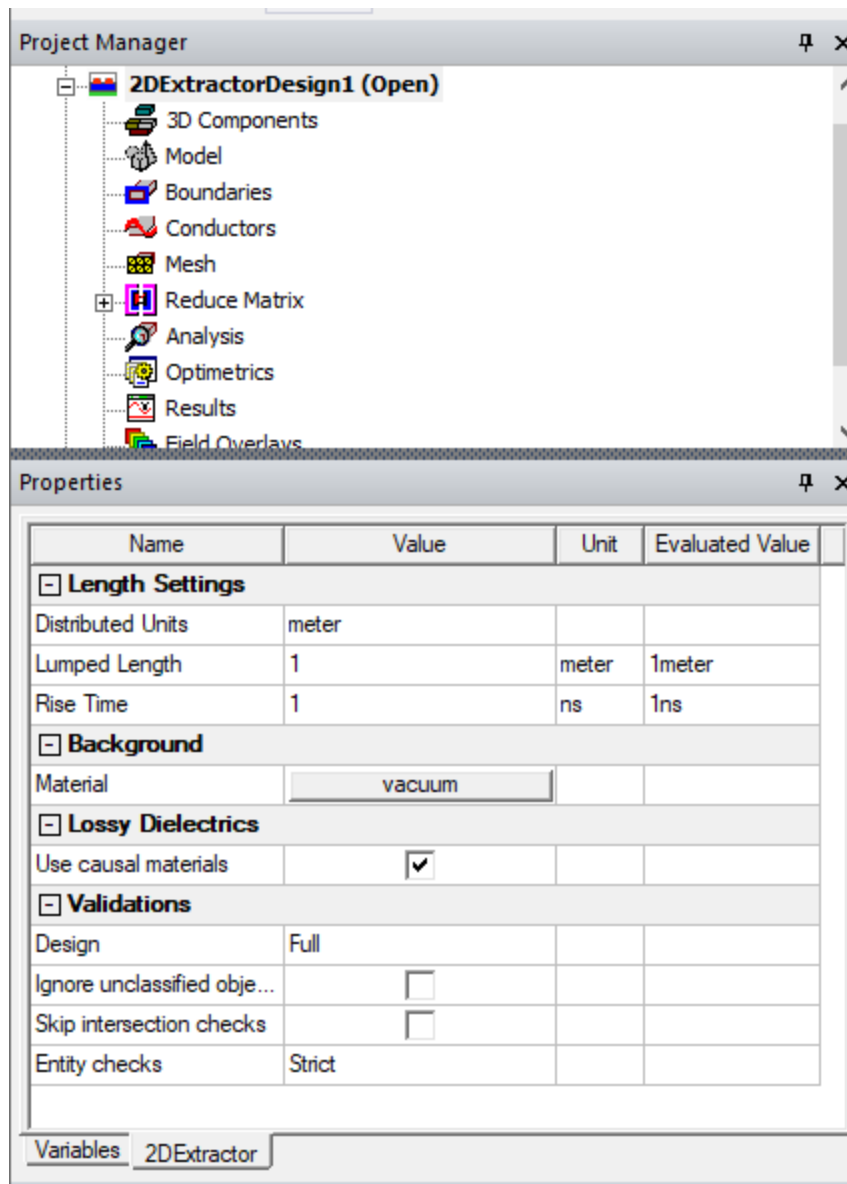 Project Manager
2DExtractorDesign1 (Open)
3D Components
Model
Boundaries
Conductors
Mesh
Reduce Matrix
Analysis
Optimetrics
Results
Field Overlays
Properties
Name Value Unit Evaluated Value
Length Settings
Distributed Units meter
Lumped Length 1 meter 1meter
Rise Time 1 ns 1ns
Background
Material vacuum
Lossy Dielectrics
Use causal materials
Validations
Design Full
Ignore unclassified obje...
Skip intersection checks
Entity checks Strict
Variables 2DExtractor